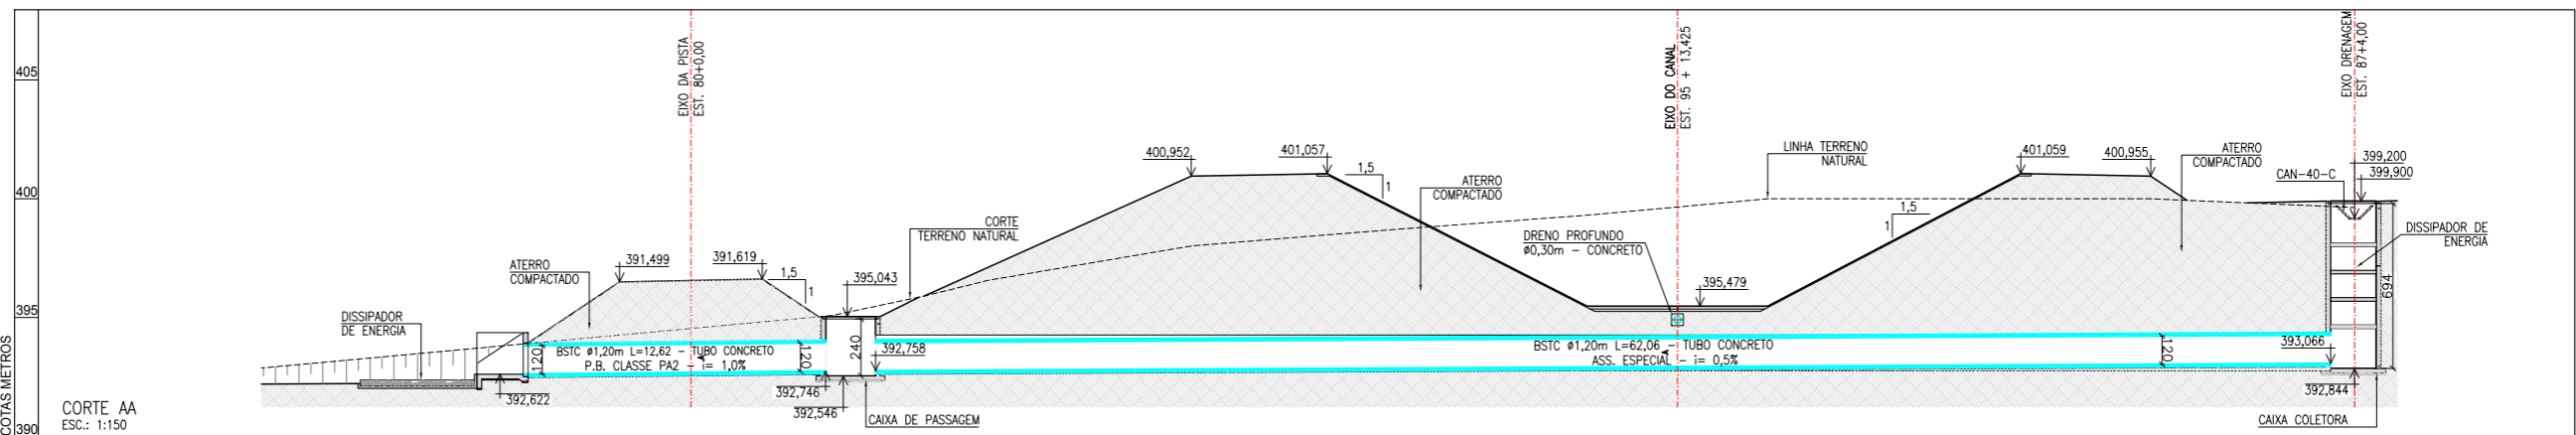 405
400
395
390
COTAS METROS
CORTE AA
ESC.: 1:150
EIXO DA PISTA
EST. 80+0,00
EIXO DO CANAL
EST. 95 + 13,425
EIXO DRENAGEM
EST. 87+4,00
DISSIPADOR
DE ENERGIA
ATERRO
COMPACTADO
391,499
391,619
1,5
1
395,043
CORTE
TERRENO NATURAL
400,952
401,057
1,5
1
ATERRO
COMPACTADO
DRENO PROFUNDO
ø0,30m - CONCRETO
395,479
LINHA TERRENO
NATURAL
1,5
1
401,059
400,955
ATERRO
COMPACTADO
CAN-40-C
399,200
399,900
DISSIPADOR DE
ENERGIA
694
120
BSTC ø1,20m L=12,62 - TUBO CONCRETO
P.B. CLASSE PA2 - i= 1,0%
120
240
392,758
BSTC ø1,20m L=62,06 - TUBO CONCRETO
ASS. ESPECIAL - i= 0,5%
120
393,066
392,622
392,746
392,546
CAIXA DE PASSAGEM
392,844
CAIXA COLETORA